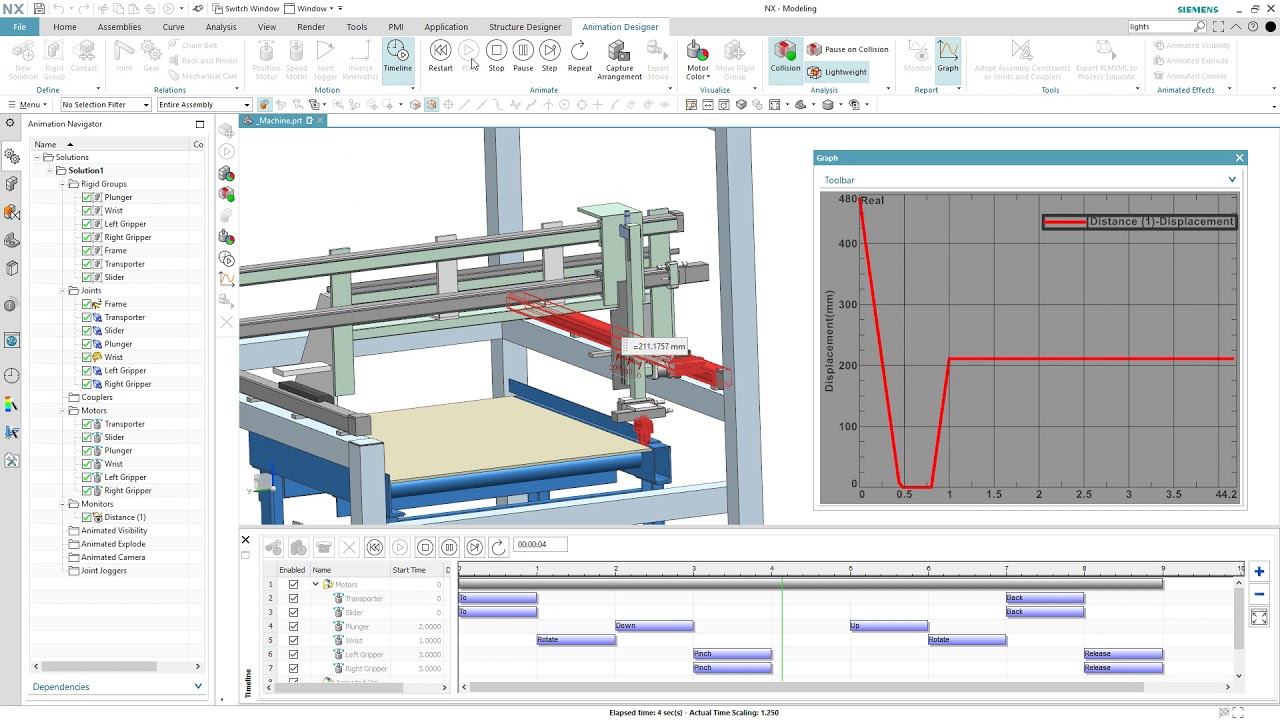 NX
Switch Window Window
NX - Modeling
SIEMENS
File Home Assemblies Curve Analysis View Render Tools PMI Application Structure Designer Animation Designer
lights
New Solution
Rigid Group
Contact
Define
Joint
Gear
Chain Belt
Rack and Pinion
Mechanical Cam
Relations
Position Motor
Speed Motor
Joint Jogger
Inverse Kinematics
Timeline
Motion
Restart
Stop
Pause
Step
Repeat
Capture Arrangement
Export Movie
Animate
Motor Color
Move Rigid Group
Visualize
Collision
Pause on Collision
Lightweight
Analysis
Monitor
Graph
Report
Adopt Assembly Constraints or Joints and Couplers
Export PLMXML to Process Simulate
Tools
Animated Visibility
Animated Explode
Animated Camera
Animated Effects
Menu
No Selection Filter
Entire Assembly
Animation Navigator
_Machine.prt
Name
Co
Solutions
Solution1
Rigid Groups
Plunger
Wrist
Left Gripper
Right Gripper
Frame
Transporter
Slider
Joints
Frame
Transporter
Slider
Plunger
Wrist
Left Gripper
Right Gripper
Couplers
Motors
Transporter
Slider
Plunger
Wrist
Left Gripper
Right Gripper
Monitors
Distance (1)
Animated Visibility
Animated Explode
Animated Camera
Joint Joggers
Dependencies
=211.1757 mm
Y
Graph
Toolbar
Real
Distance (1)-Displacement
Displacement(mm)
480
400
300
200
100
0
0 0.5 1 1.5 2 2.5 3 3.5 44.2
00:00:04
Timeline
Enabled Name Start Time
0 1 2 3 4 5 6 7 8 9 10
1 Motors 0
2 Transporter 0 To Back
3 Slider 0 To Back
4 Plunger 2.0000 Down Up
5 Wrist 1.0000 Rotate Rotate
6 Left Gripper 3.0000 Pinch Release
7 Right Gripper 3.0000 Pinch Release
Elapsed time: 4 sec(s) - Actual Time Scaling: 1.250